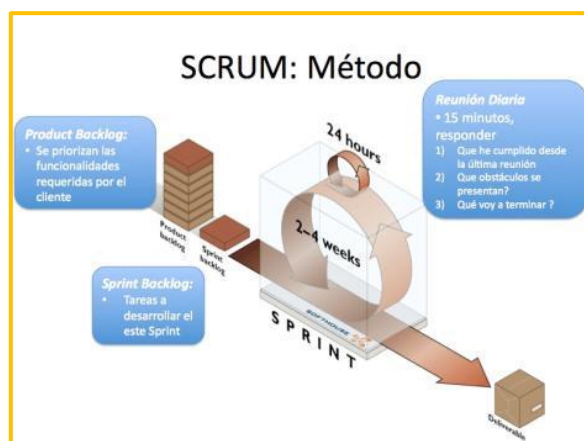 SCRUM: Método
Product Backlog:
• Se priorizan las
funcionalidades
requeridas por el
cliente
Reunión Diaria
• 15 minutos,
responder
1) Que he cumplido desde
la última reunión
2) Que obstáculos se
presentan?
3) Qué voy a terminar ?
24 hours
2–4 weeks
Product
backlog
Sprint
backlog
Sprint Backlog:
• Tareas a
desarrollar el
este Sprint
SOFTHOUSE
SPRINT
Deliverable